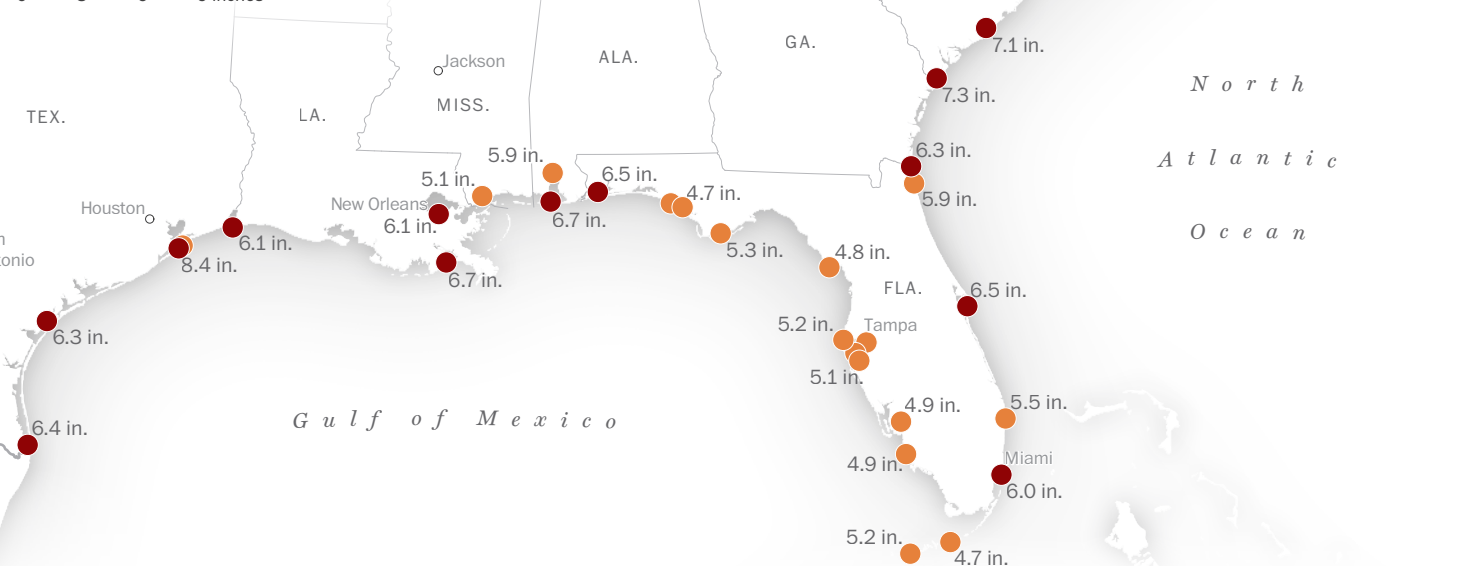 7.1 in.
GA.
ALA.
Jackson
North
7.3 in.
MISS.
LA.
TEX.
6.3 in.
5.9 in.
Atlantic
6.5 in.
5.1 in.
4.7 in.
5.9 in.
New Orleans
Houston
6.7 in.
6.1 in.
Ocean
6.1 in.
5.3 in.
4.8 in.
onio
8.4 in.
6.7 in.
FLA.
6.5 in.
5.2 in.
Tampa
6.3 in.
5.1 in.
4.9 in.
5.5 in.
Gulf of Mexico
6.4 in.
Miami
4.9 in.
6.0 in.
5.2 in.
4.7 in.